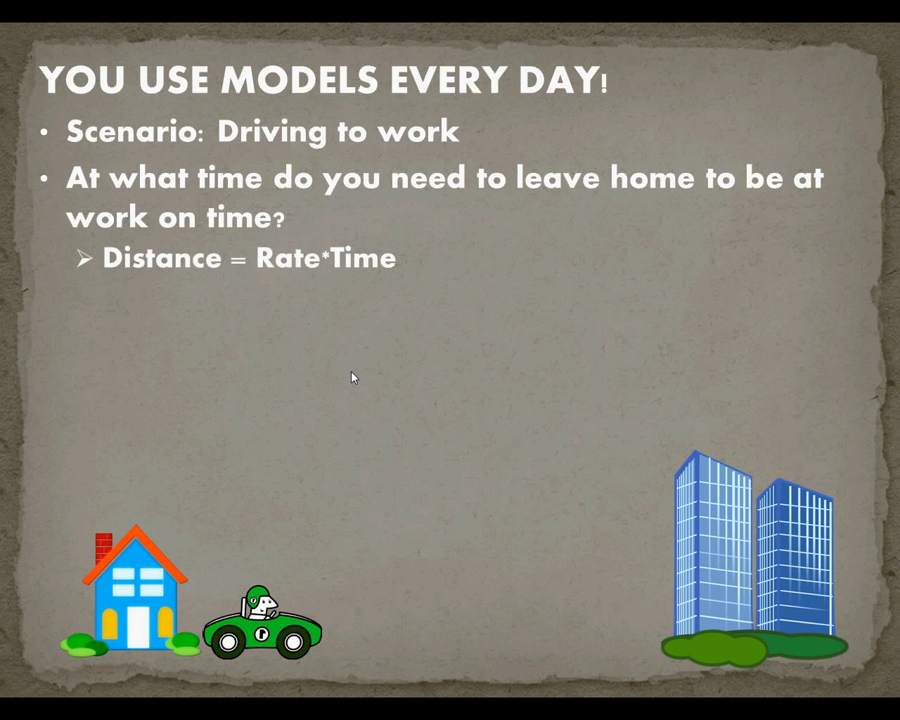 YOU USE MODELS EVERY DAY!
• Scenario: Driving to work
• At what time do you need to leave home to be at
work on time?
➢ Distance = Rate*Time
r